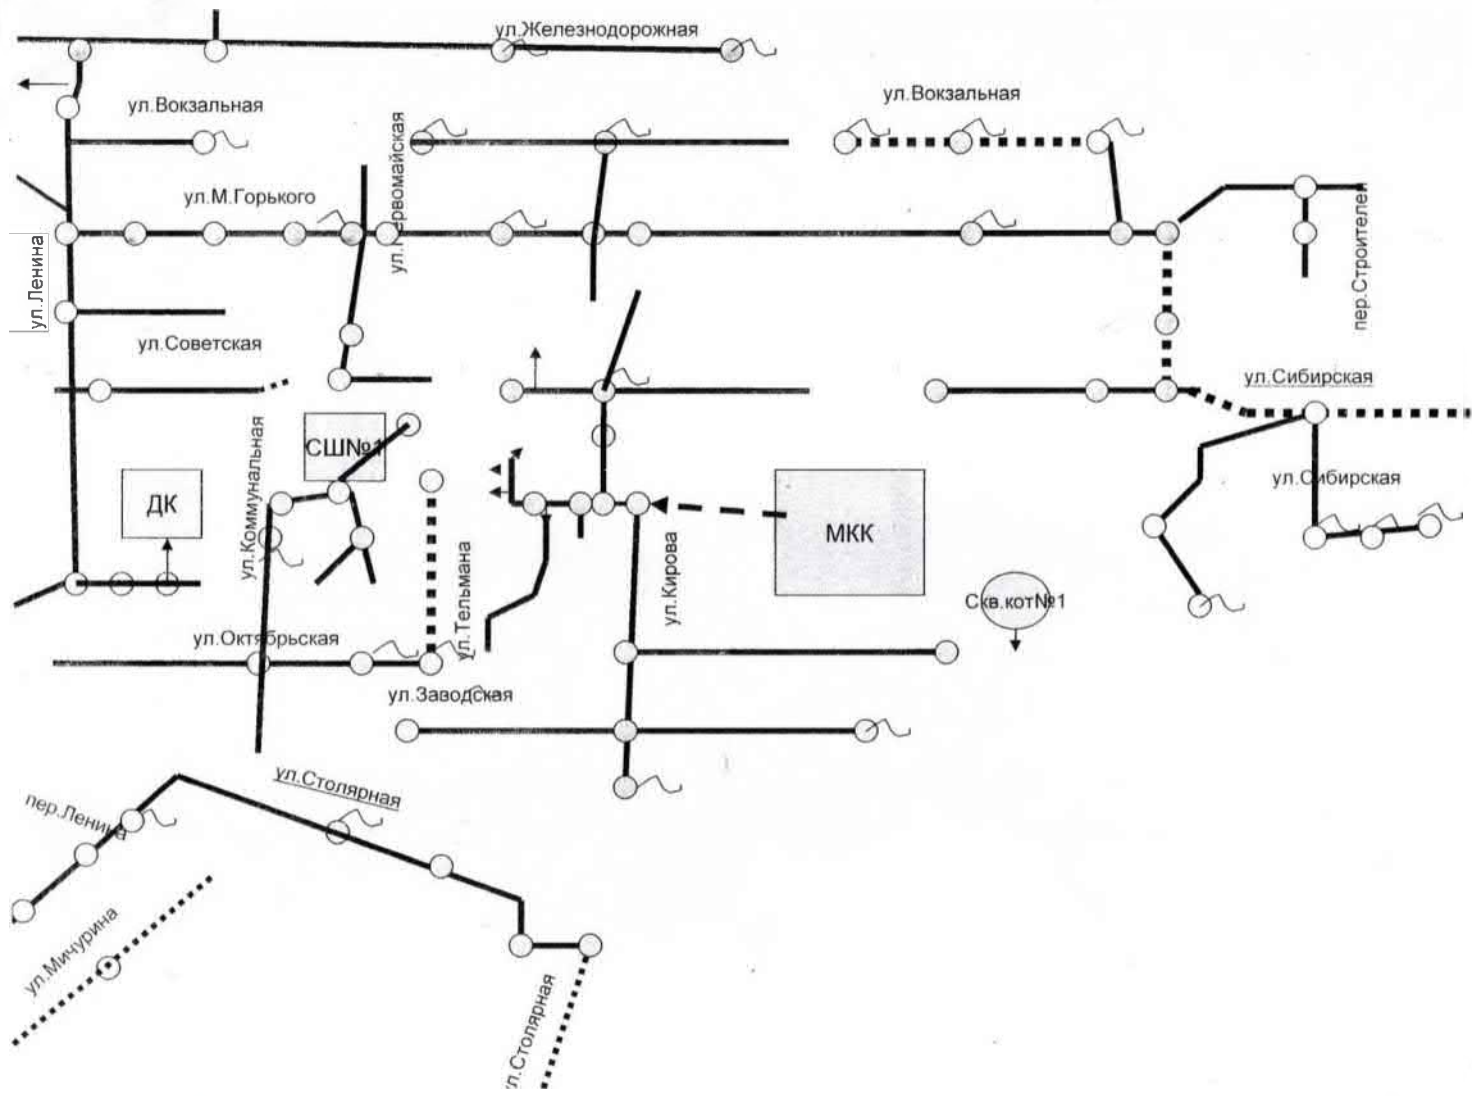 ул.Железнодорожная
ул.Вокзальная
ул.Вокзальная
ул.Первомайская
ул.М.Горького
ул.Ленина
пер.Строителей
ул.Советская
ул.Сибирская
СШ№1
ул.Коммунальная
ул.Сибирская
ДК
МКК
ул.Тельмана
ул.Кирова
Скв.кот№1
ул.Октябрьская
ул.Заводская
ул.Столярная
пер.Ленина
ул.Мичурина
ул.Столярная